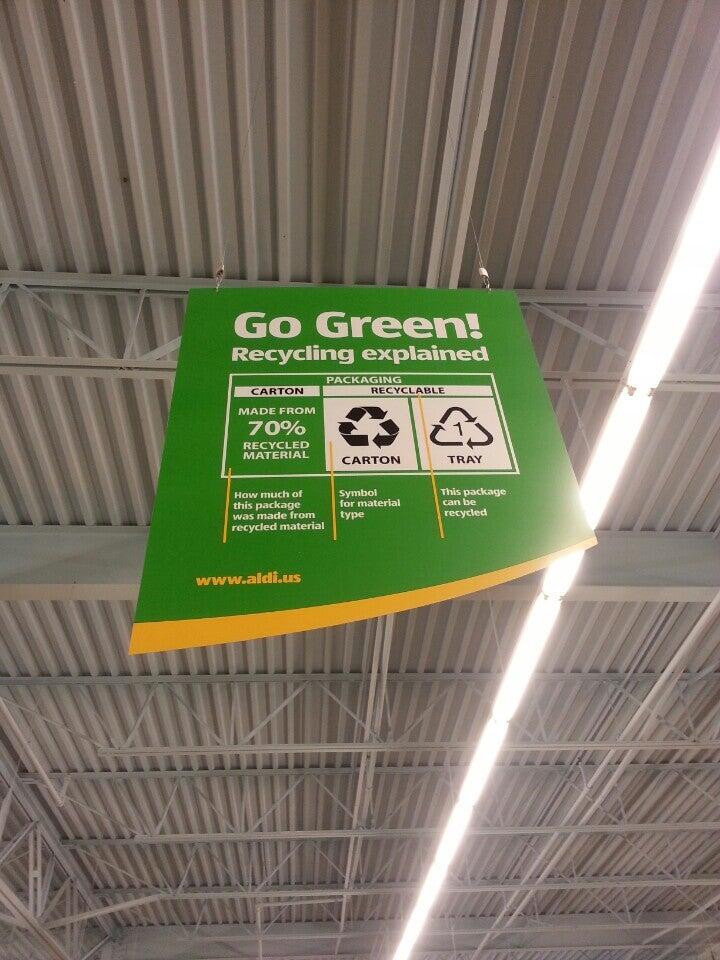 Go Green!
Recycling explained
PACKAGING
CARTON RECYCLABLE
MADE FROM
70%
RECYCLED
MATERIAL
1
CARTON TRAY
How much of
this package
was made from
recycled material
Symbol
for material
type
This package
can be
recycled
www.aldi.us